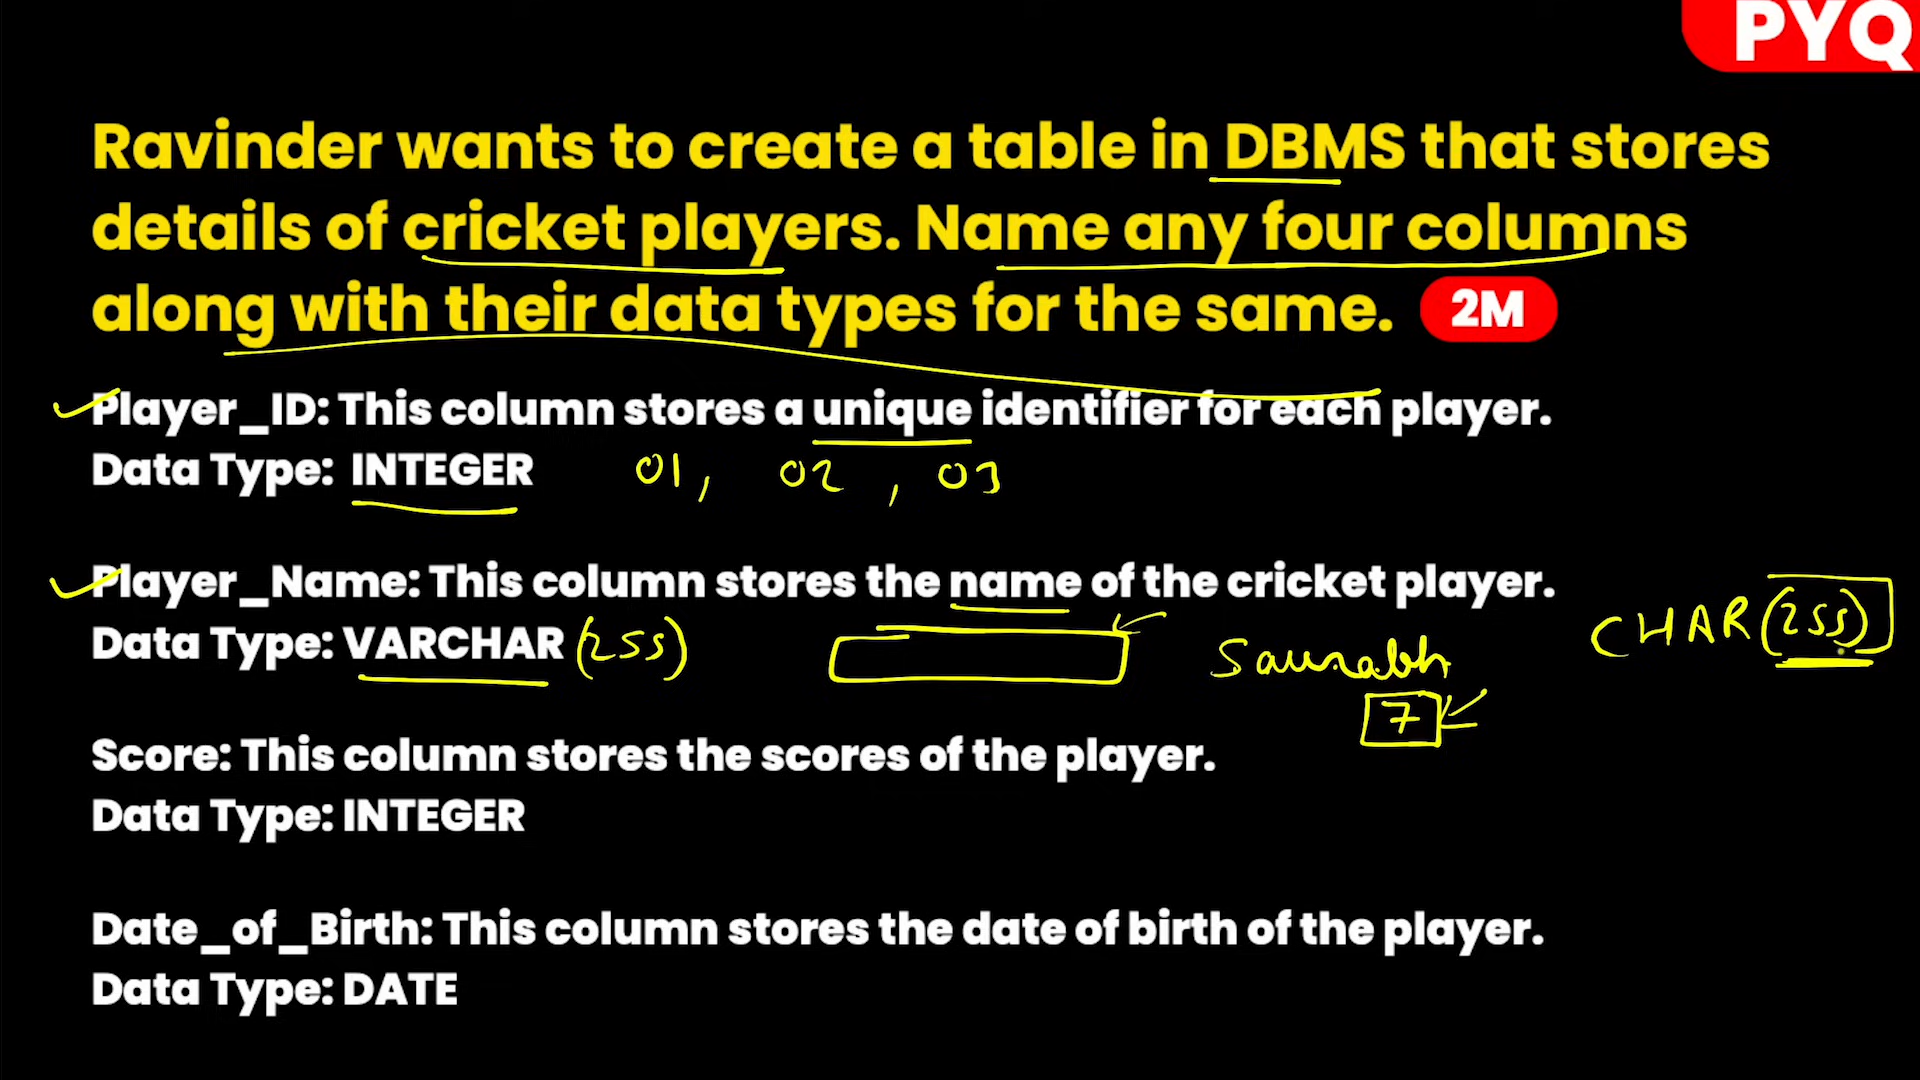 PYQ
Ravinder wants to create a table in DBMS that stores
details of cricket players. Name any four columns
along with their data types for the same. 2M
Player_ID: This column stores a unique identifier for each player.
Data Type: INTEGER 01, 02, 03
Player_Name: This column stores the name of the cricket player.
Data Type: VARCHAR (255) Saurabh CHAR(255)
7
Score: This column stores the scores of the player.
Data Type: INTEGER
Date_of_Birth: This column stores the date of birth of the player.
Data Type: DATE